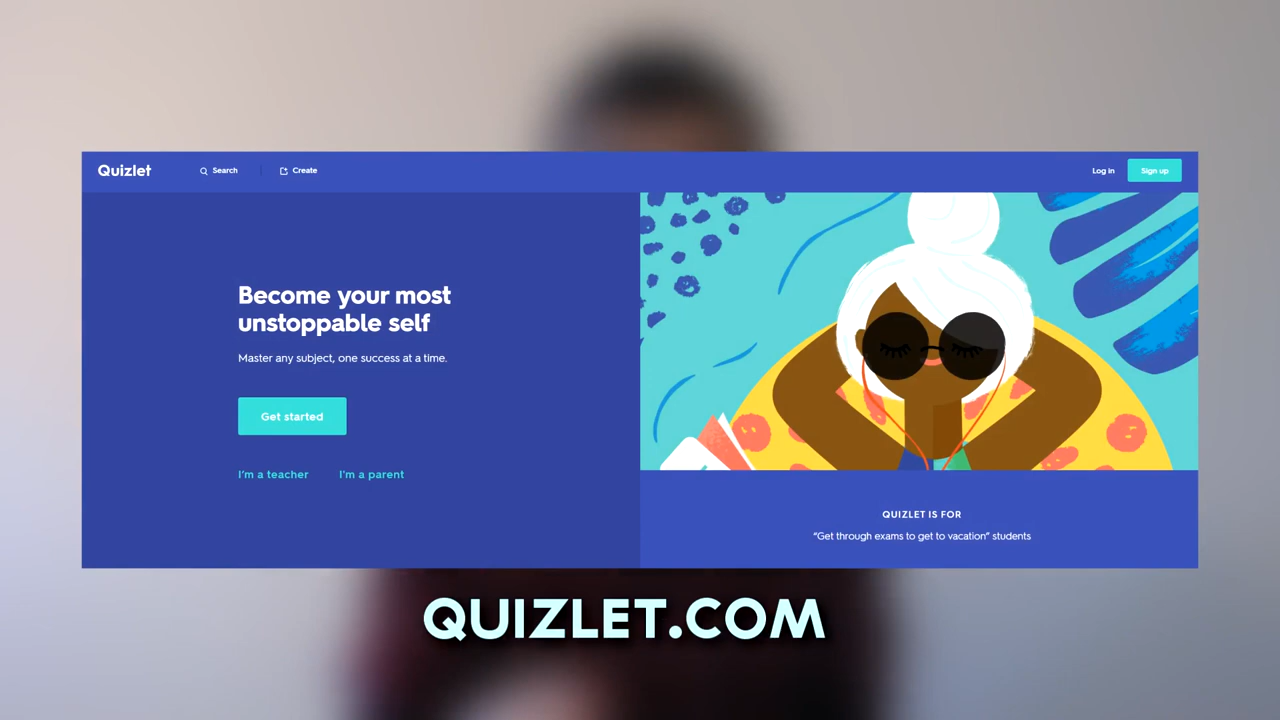 Quizlet
Search
Create
Log in
Sign up
Become your most
unstoppable self
Master any subject, one success at a time.
Get started
I'm a teacher
I'm a parent
QUIZLET IS FOR
“Get through exams to get to vacation” students
QUIZLET.COM